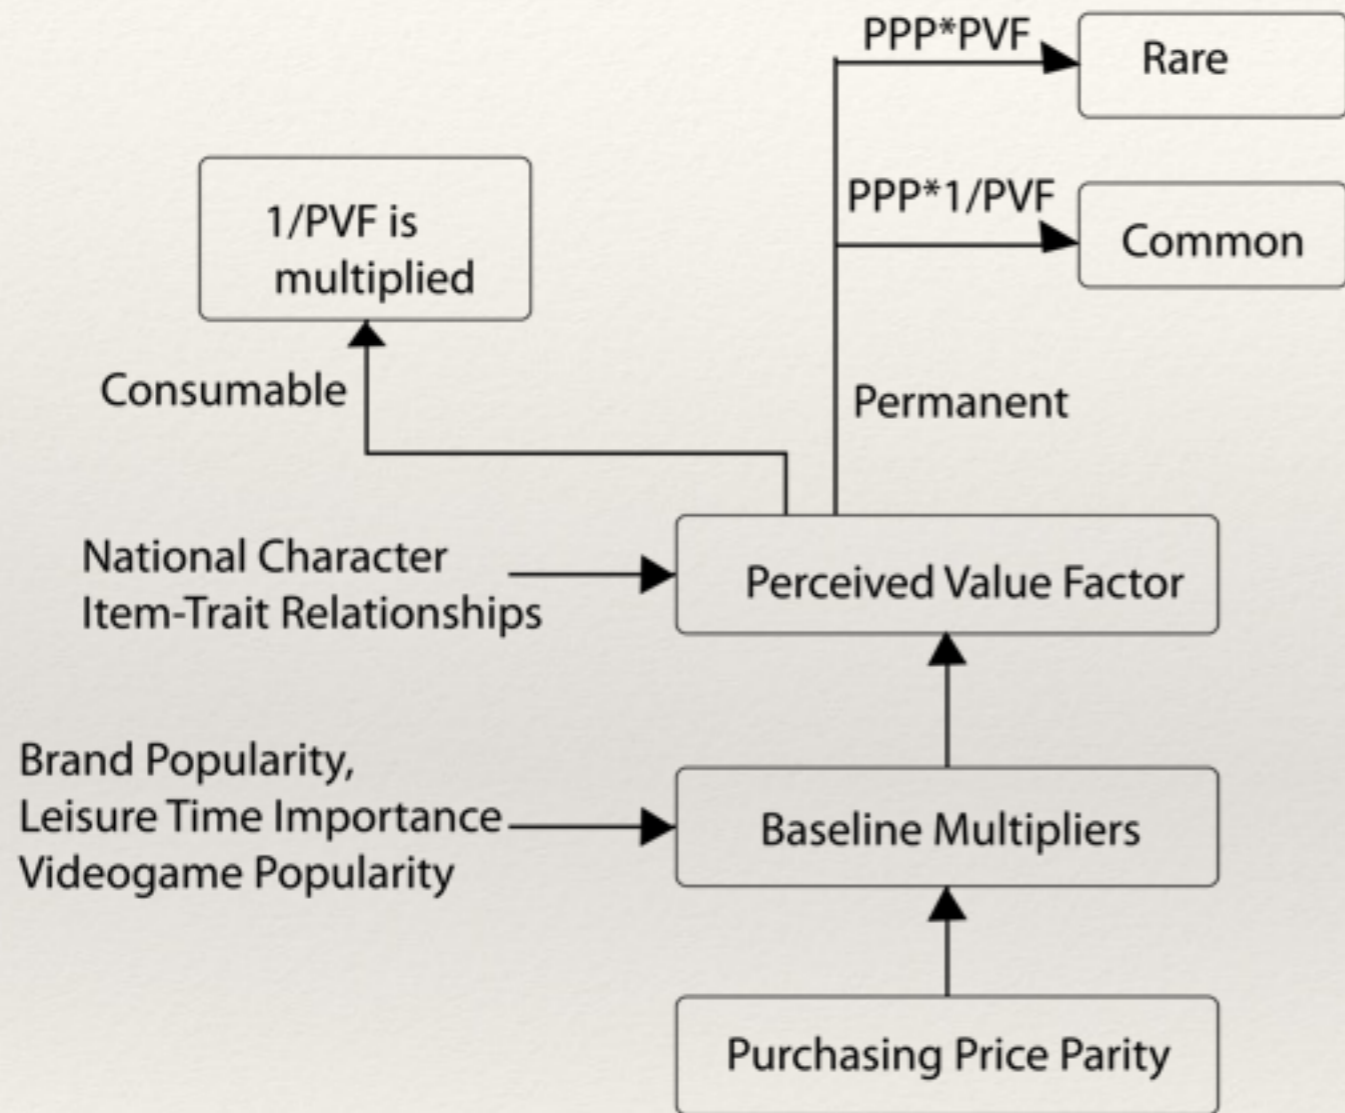 PPP*PVF
Rare
1/PVF is
multiplied
PPP*1/PVF
Common
Consumable
Permanent
National Character
Item-Trait Relationships
Perceived Value Factor
Brand Popularity,
Leisure Time Importance
Videogame Popularity
Baseline Multipliers
Purchasing Price Parity